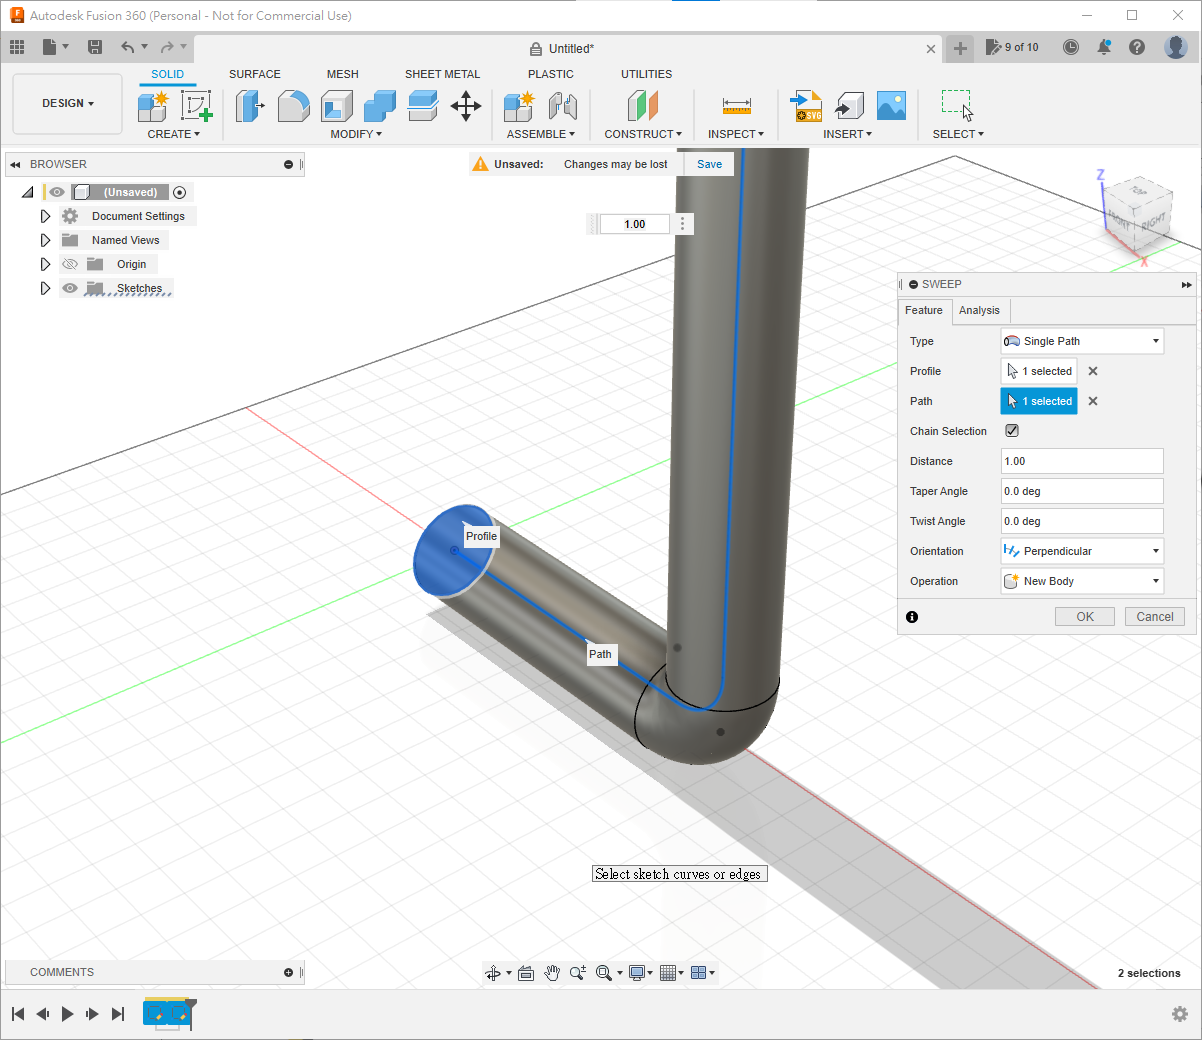 Autodesk Fusion 360 (Personal - Not for Commercial Use)
Untitled*
9 of 10
DESIGN
SOLID
SURFACE
MESH
SHEET METAL
PLASTIC
UTILITIES
CREATE
MODIFY
ASSEMBLE
CONSTRUCT
INSPECT
SVG
INSERT
SELECT
BROWSER
Unsaved: Changes may be lost Save
(Unsaved)
Document Settings
Named Views
Origin
Sketches
1.00
Z
TOP
FRONT
RIGHT
X
SWEEP
Feature Analysis
Type Single Path
Profile 1 selected
Path 1 selected
Chain Selection
Distance 1.00
Taper Angle 0.0 deg
Twist Angle 0.0 deg
Orientation Perpendicular
Operation New Body
OK Cancel
Profile
Path
Select sketch curves or edges
COMMENTS
2 selections